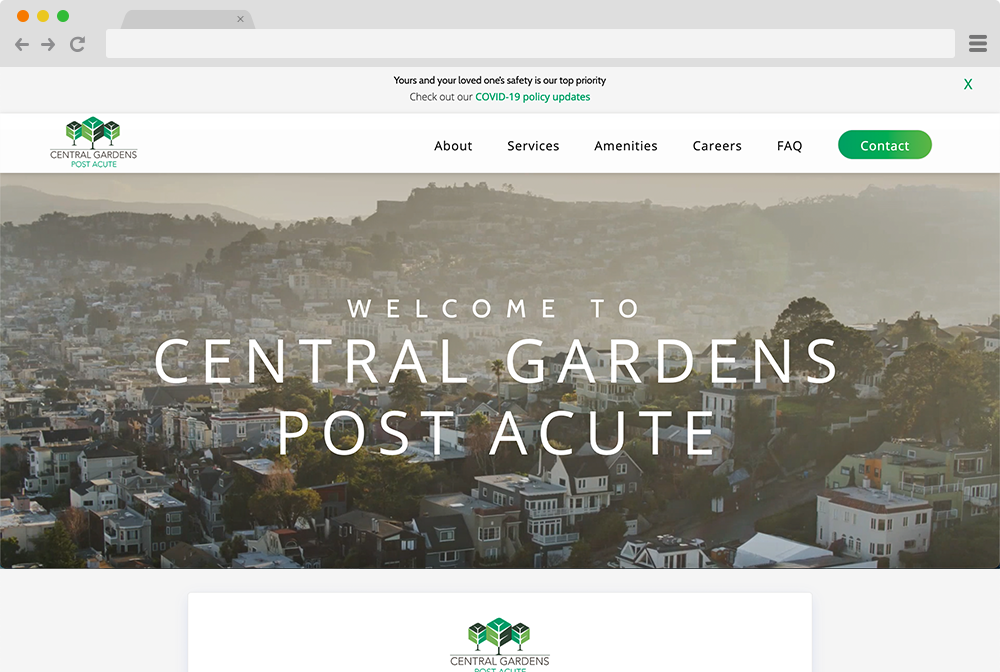 Yours and your loved one's safety is our top priority
Check out our COVID-19 policy updates
X
CENTRAL GARDENS
POST ACUTE
About Services Amenities Careers FAQ Contact
WELCOME TO
CENTRAL GARDENS
POST ACUTE
CENTRAL GARDENS
POST ACUTE